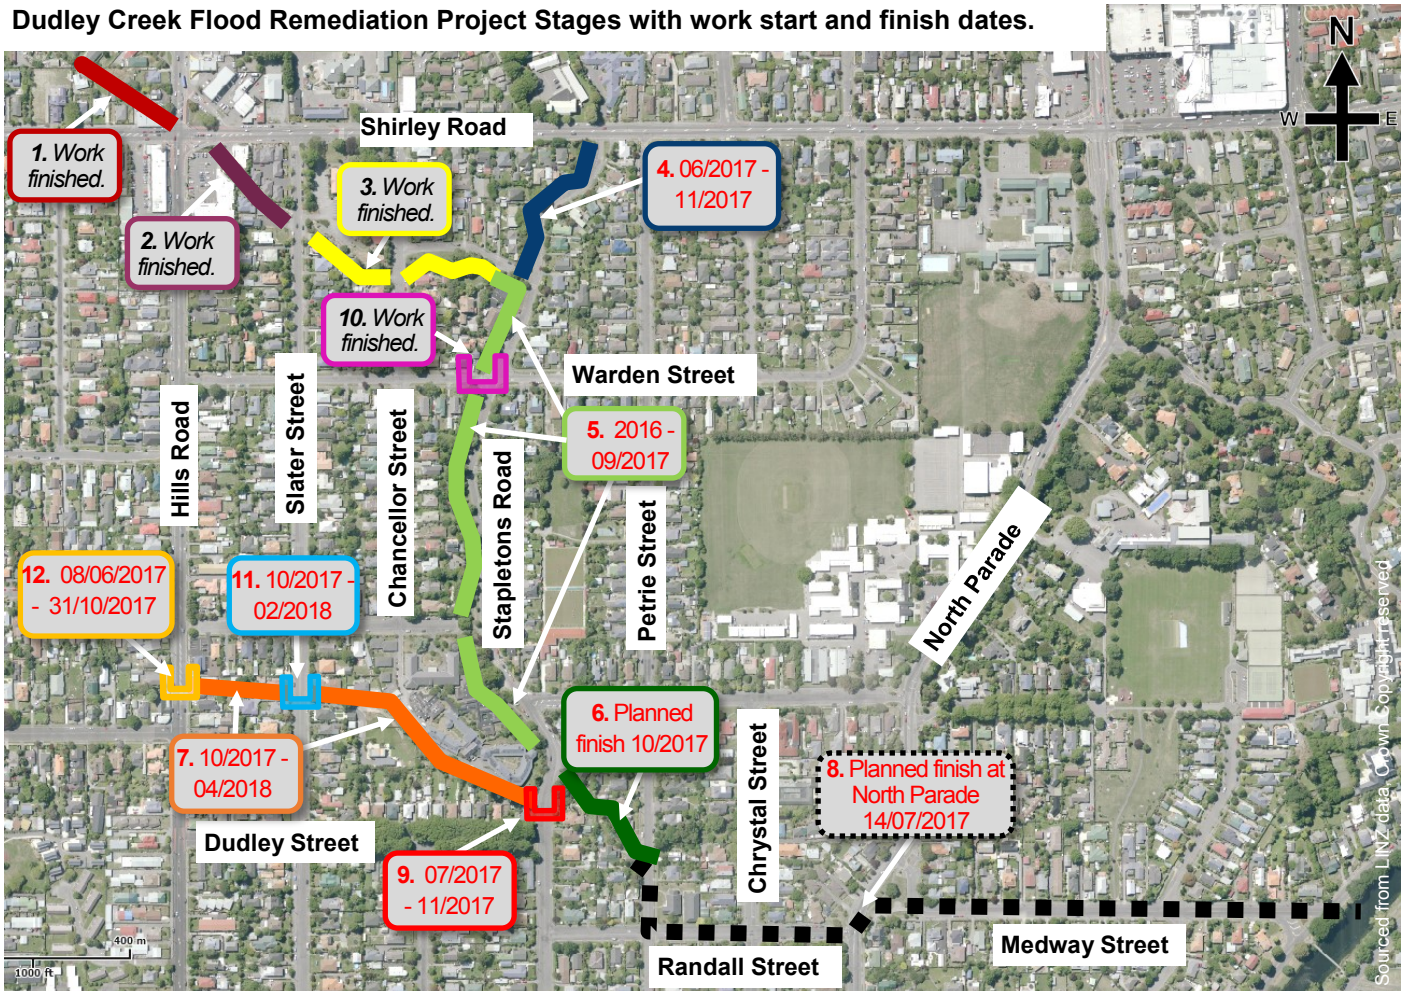 Dudley Creek Flood Remediation Project Stages with work start and finish dates.
N
W
E
Shirley Road
1. Work
finished.
2. Work
finished.
3. Work
finished.
4. 06/2017 -
11/2017
10. Work
finished.
Warden Street
5. 2016 -
09/2017
Hills Road
Slater Street
Chancellor Street
Stapletons Road
Petrie Street
North Parade
12. 08/06/2017
- 31/10/2017
11. 10/2017 -
02/2018
6. Planned
finish 10/2017
7. 10/2017 -
04/2018
Chrystal Street
8. Planned finish at
North Parade
14/07/2017
Dudley Street
9. 07/2017
- 11/2017
Medway Street
Randall Street
400 m
1000 ft
Sourced from LINZ data. Crown Copyright reserved